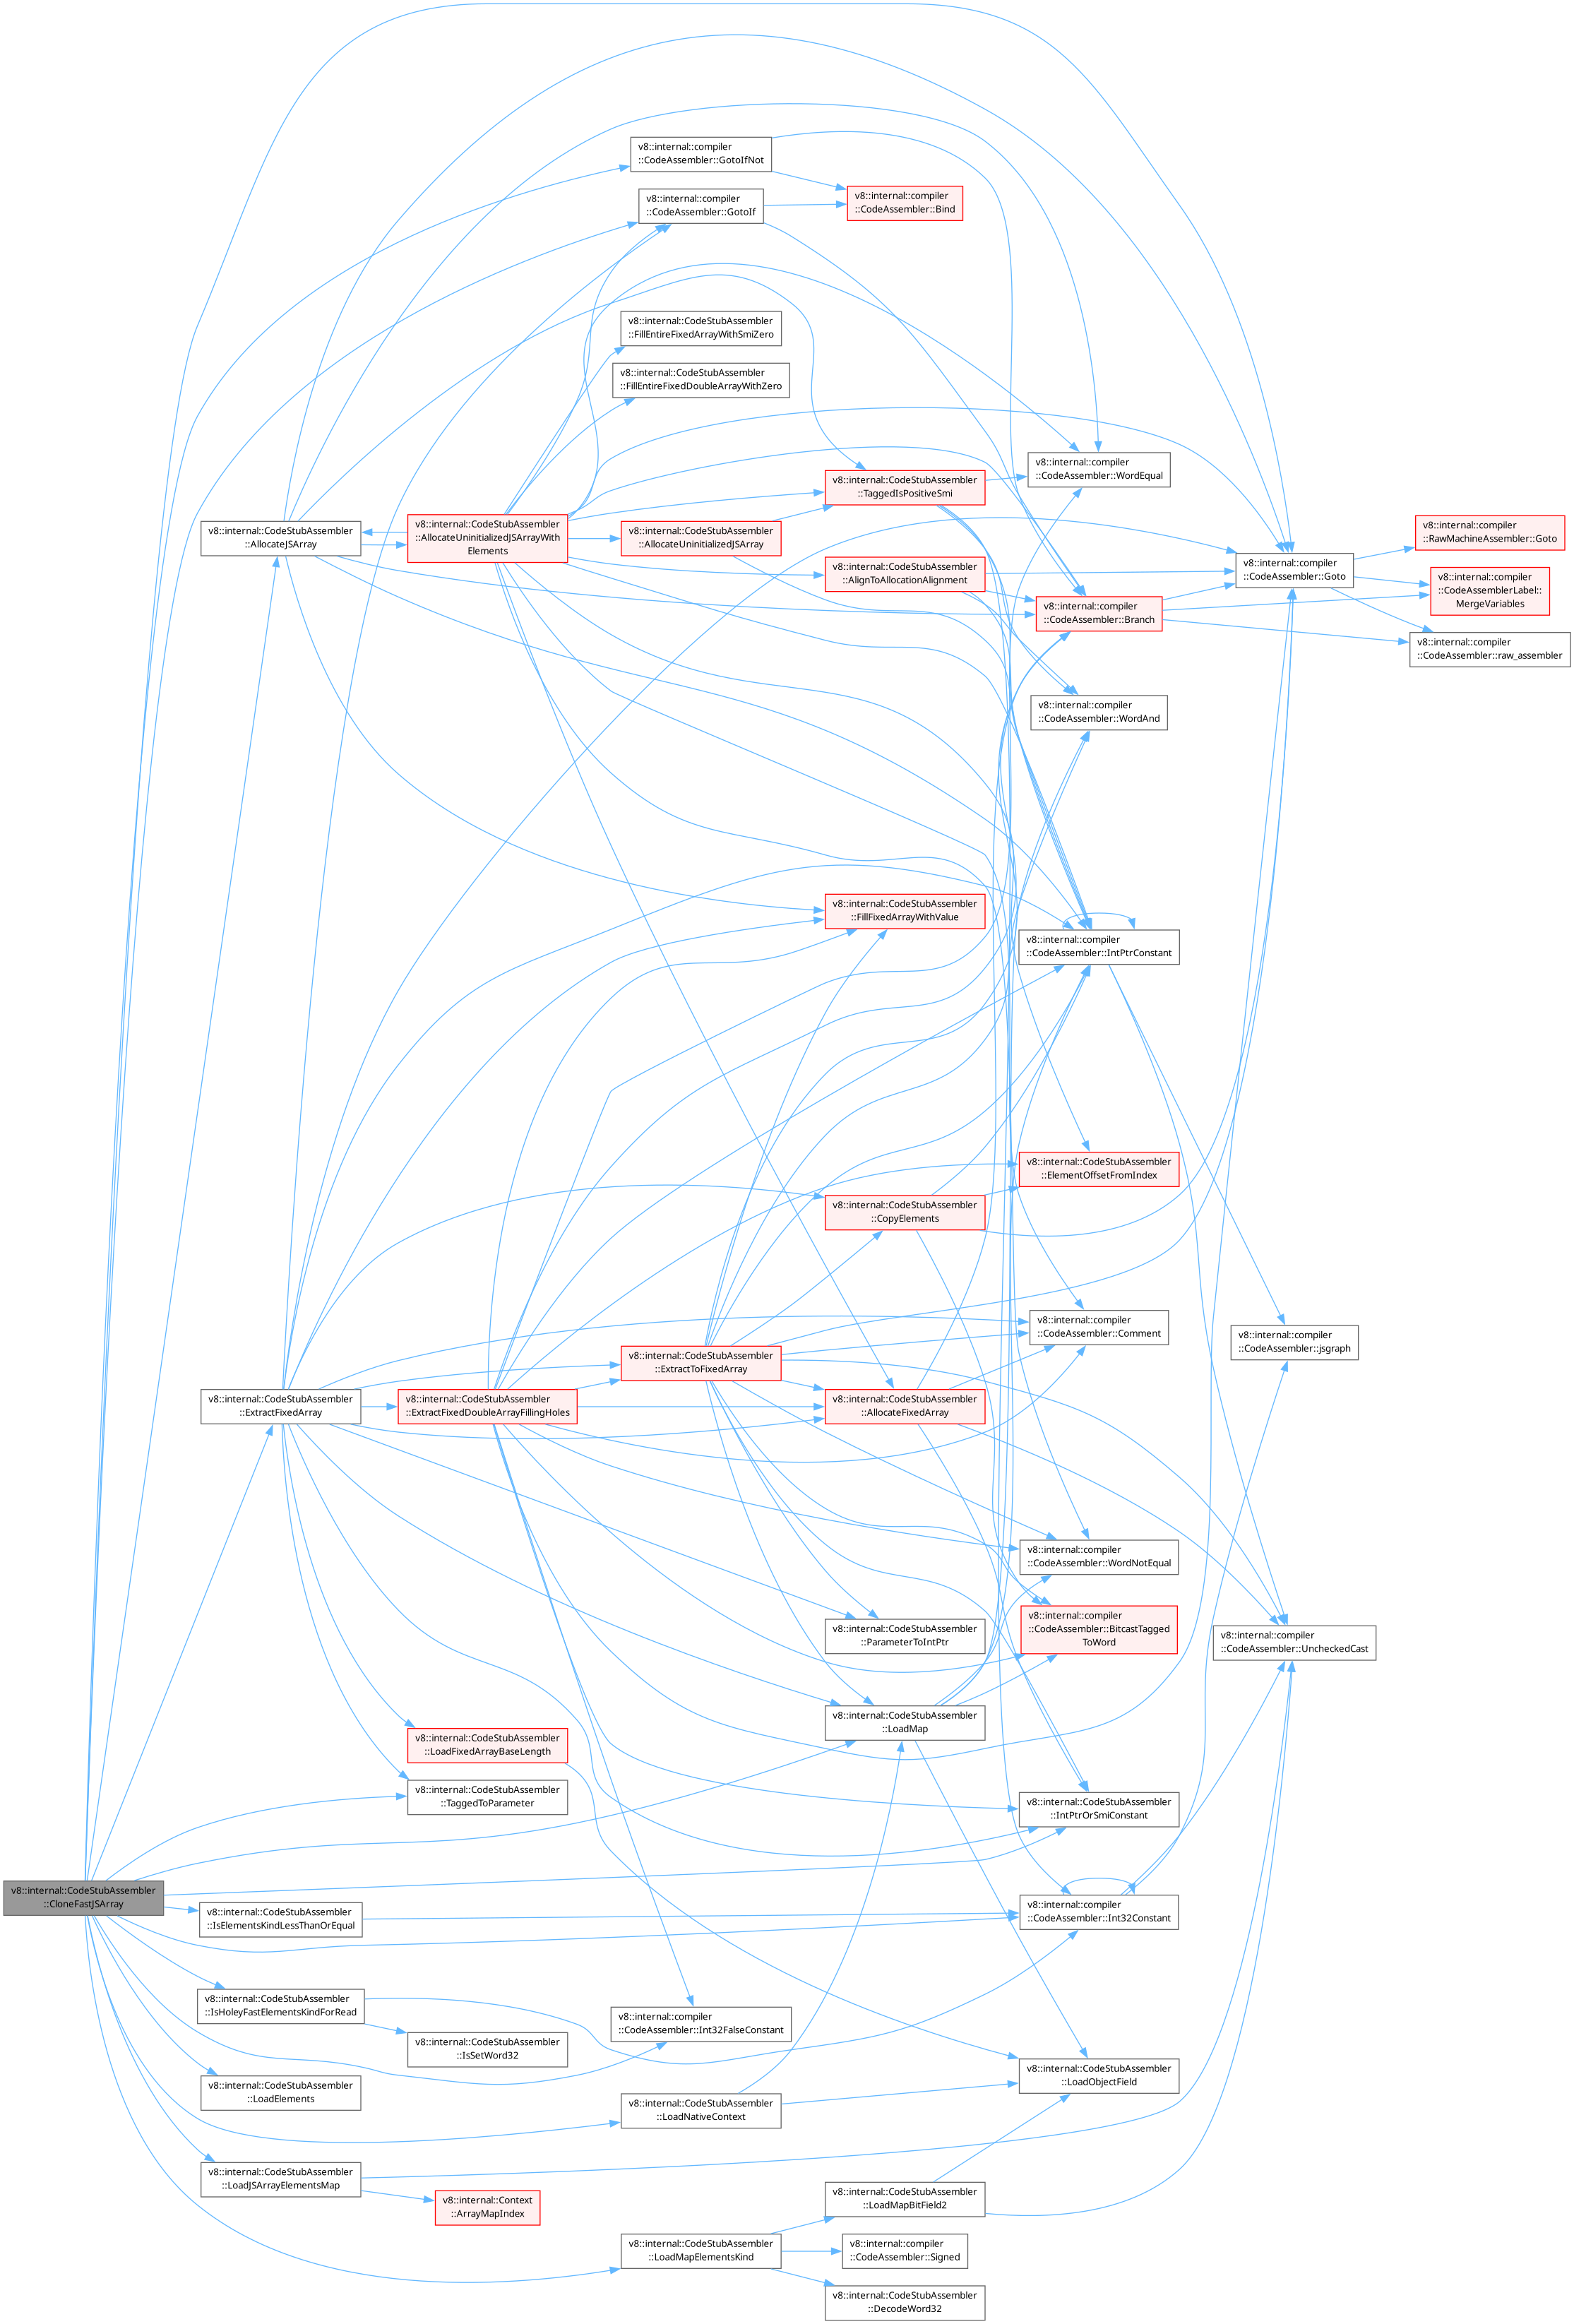 v8::internal::compiler
::CodeAssembler::GotoIfNot
v8::internal::compiler
::CodeAssembler::Bind
v8::internal::compiler
::CodeAssembler::GotoIf
v8::internal::CodeStubAssembler
::FillEntireFixedArrayWithSmiZero
v8::internal::CodeStubAssembler
::FillEntireFixedDoubleArrayWithZero
v8::internal::compiler
::CodeAssembler::WordEqual
v8::internal::CodeStubAssembler
::TaggedIsPositiveSmi
v8::internal::CodeStubAssembler
::AllocateJSArray
v8::internal::CodeStubAssembler
::AllocateUninitializedJSArrayWith
Elements
v8::internal::CodeStubAssembler
::AllocateUninitializedJSArray
v8::internal::compiler
::RawMachineAssembler::Goto
v8::internal::CodeStubAssembler
::AlignToAllocationAlignment
v8::internal::compiler
::CodeAssembler::Goto
v8::internal::compiler
::CodeAssemblerLabel::
MergeVariables
v8::internal::compiler
::CodeAssembler::Branch
v8::internal::compiler
::CodeAssembler::raw_assembler
v8::internal::compiler
::CodeAssembler::WordAnd
v8::internal::CodeStubAssembler
::FillFixedArrayWithValue
v8::internal::compiler
::CodeAssembler::IntPtrConstant
v8::internal::CodeStubAssembler
::ElementOffsetFromIndex
v8::internal::CodeStubAssembler
::CopyElements
v8::internal::compiler
::CodeAssembler::Comment
v8::internal::compiler
::CodeAssembler::jsgraph
v8::internal::CodeStubAssembler
::ExtractToFixedArray
v8::internal::CodeStubAssembler
::ExtractFixedArray
v8::internal::CodeStubAssembler
::ExtractFixedDoubleArrayFillingHoles
v8::internal::CodeStubAssembler
::AllocateFixedArray
v8::internal::compiler
::CodeAssembler::WordNotEqual
v8::internal::CodeStubAssembler
::ParameterToIntPtr
v8::internal::compiler
::CodeAssembler::BitcastTagged
ToWord
v8::internal::compiler
::CodeAssembler::UncheckedCast
v8::internal::CodeStubAssembler
::LoadMap
v8::internal::CodeStubAssembler
::LoadFixedArrayBaseLength
v8::internal::CodeStubAssembler
::TaggedToParameter
v8::internal::CodeStubAssembler
::IntPtrOrSmiConstant
v8::internal::CodeStubAssembler
::CloneFastJSArray
v8::internal::CodeStubAssembler
::IsElementsKindLessThanOrEqual
v8::internal::compiler
::CodeAssembler::Int32Constant
v8::internal::CodeStubAssembler
::IsHoleyFastElementsKindForRead
v8::internal::compiler
::CodeAssembler::Int32FalseConstant
v8::internal::CodeStubAssembler
::IsSetWord32
v8::internal::CodeStubAssembler
::LoadElements
v8::internal::CodeStubAssembler
::LoadObjectField
v8::internal::CodeStubAssembler
::LoadNativeContext
v8::internal::CodeStubAssembler
::LoadJSArrayElementsMap
v8::internal::Context
::ArrayMapIndex
v8::internal::CodeStubAssembler
::LoadMapBitField2
v8::internal::CodeStubAssembler
::LoadMapElementsKind
v8::internal::compiler
::CodeAssembler::Signed
v8::internal::CodeStubAssembler
::DecodeWord32